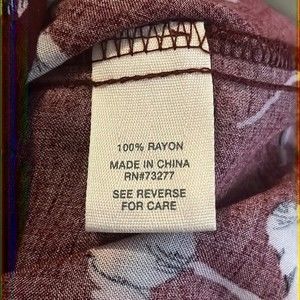 100% RAYON
MADE IN CHINA
RN#73277
SEE REVERSE
FOR CARE